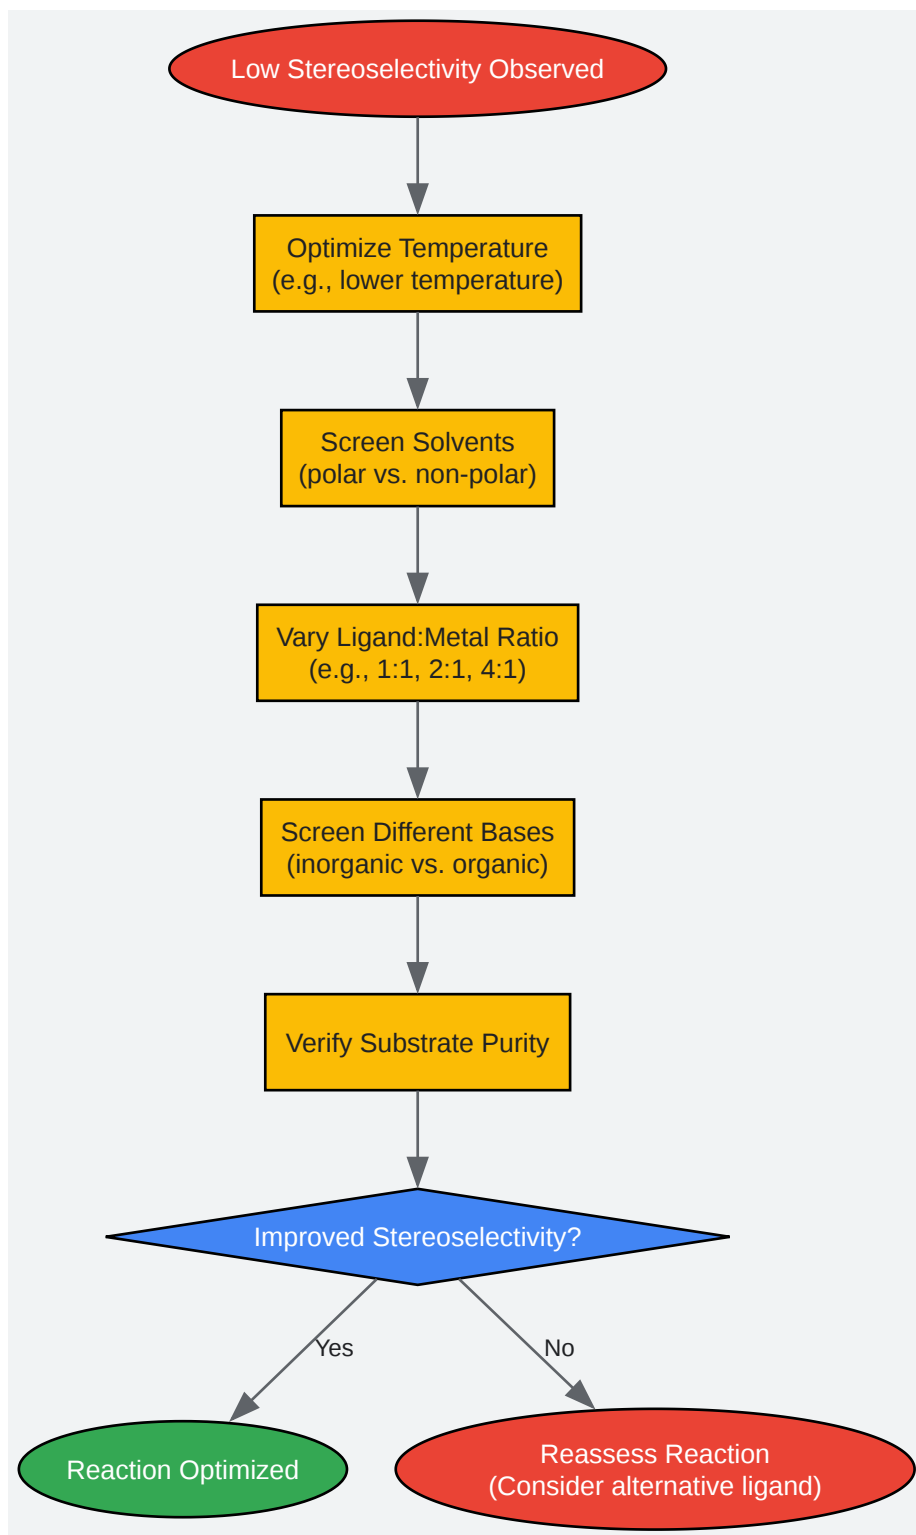 Low Stereoselectivity Observed
Optimize Temperature
(e.g., lower temperature)
Screen Solvents
(polar vs. non-polar)
Vary Ligand:Metal Ratio
(e.g., 1:1, 2:1, 4:1)
Screen Different Bases
(inorganic vs. organic)
Verify Substrate Purity
Improved Stereoselectivity?
Yes
No
Reaction Optimized
Reassess Reaction
(Consider alternative ligand)